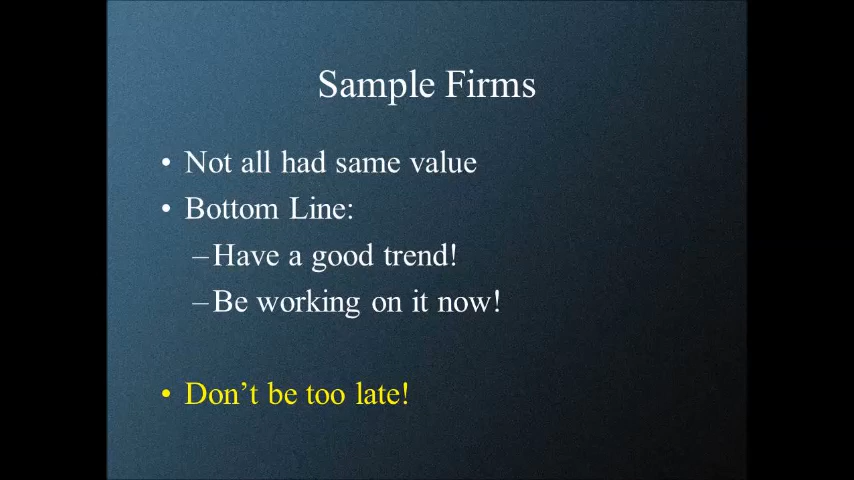 Sample Firms
• Not all had same value
• Bottom Line:
–Have a good trend!
–Be working on it now!
• Don’t be too late!